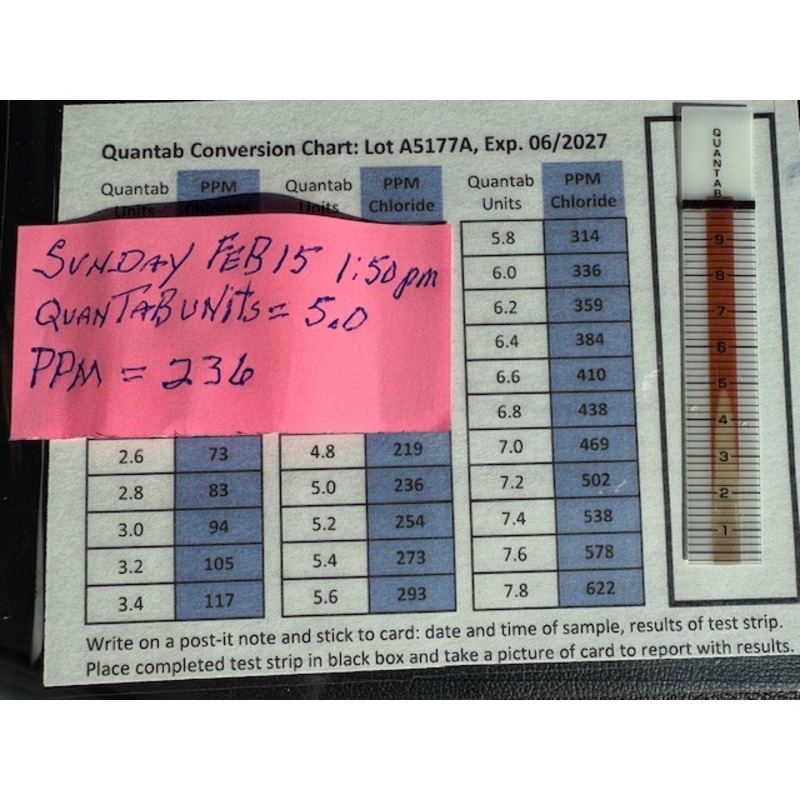 Quantab Conversion Chart: Lot A5177A, Exp. 06/2027
Quantab Units PPM Chloride Quantab Units PPM Chloride Quantab Units PPM Chloride
SUNDAY FEB 15 1:50pm
QUANTAB UNITS = 5.0
PPM = 236
5.8 314
6.0 336
6.2 359
6.4 384
6.6 410
6.8 438
2.6 73 4.8 219 7.0 469
2.8 83 5.0 236 7.2 502
3.0 94 5.2 254 7.4 538
3.2 105 5.4 273 7.6 578
3.4 117 5.6 293 7.8 622
QUANTAB
9
8
7
6
5
4
3
2
1
Write on a post-it note and stick to card: date and time of sample, results of test strip.
Place completed test strip in black box and take a picture of card to report with results.